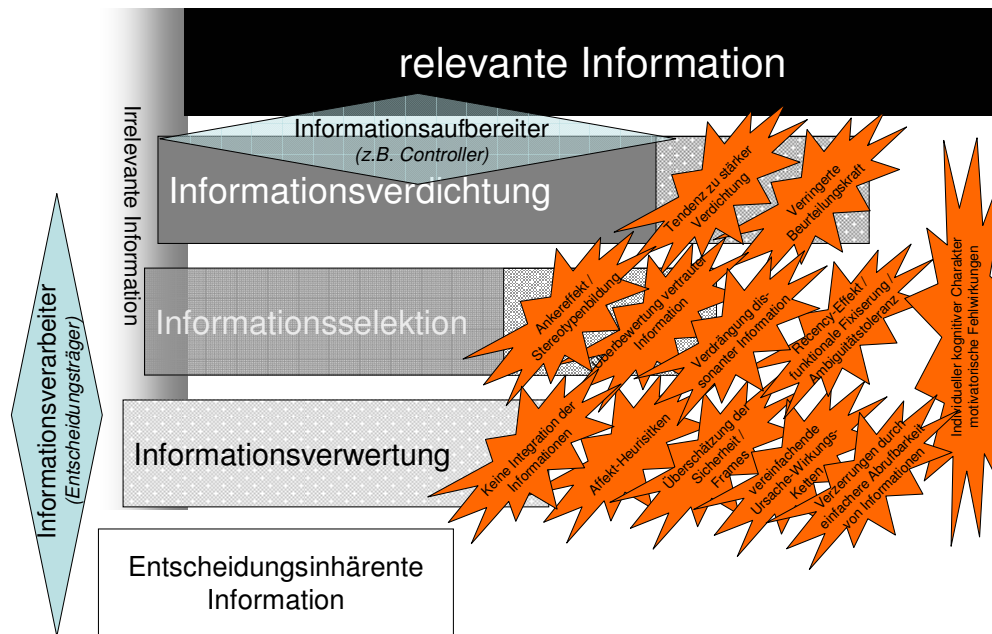 relevante Information
Irrelevante Information
Informationsaufbereiter
(z.B. Controller)
Informationsverdichtung
Tendenz zu stärker
Verdichtung
Verringerte
Beurteilungskraft
Individueller kognitiver Charakter
motivatorische Fehlwirkungen
Informationsverarbeiter
(Entscheidungsträger)
Informationsselektion
Ankereffekt /
Stereotypenbildung
Überbewertung vertrauter
Information
Verdrängung dis-
sonanter Information
Recency-Effekt /
funktionale Fixiserung /
Ambiguitätstoleranz
Informationsverwertung
Keine Integration der
Informationen
Affekt-Heurisitken
Überschätzung der
Sicherheit /
Frames
vereinfachende
Ursache-Wirkungs-
Ketten
Verzerrungen durch
einfachere Abrufbarkeit
von Informationen
Entscheidungsinhärente
Information